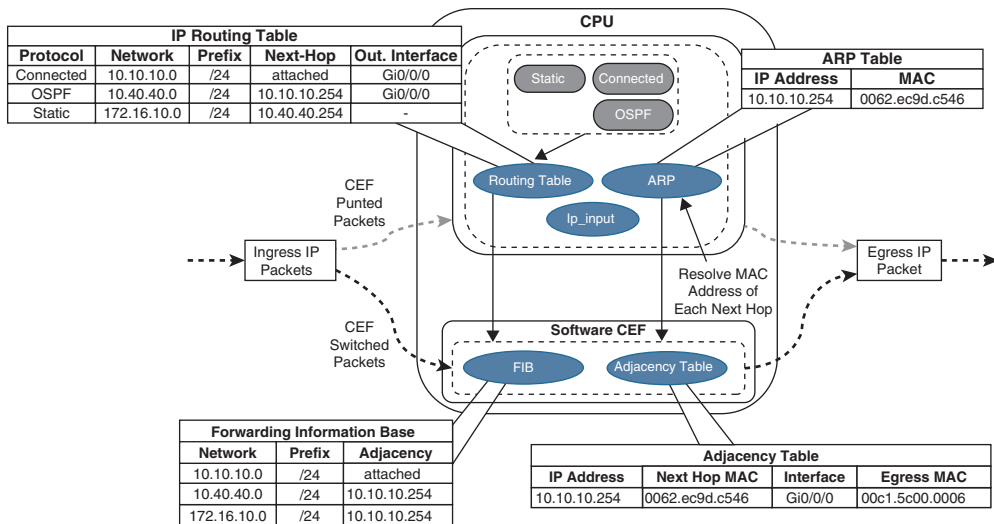 CPU
IP Routing Table
Protocol Network Prefix Next-Hop Out. Interface
Connected 10.10.10.0 /24 attached Gi0/0/0
OSPF 10.40.40.0 /24 10.10.10.254 Gi0/0/0
Static 172.16.10.0 /24 10.40.40.254 -
ARP Table
IP Address MAC
10.10.10.254 0062.ec9d.c546
Static
Connected
OSPF
Routing Table
ARP
Ip_input
CEF
Punted
Packets
Ingress IP
Packets
Egress IP
Packet
Resolve MAC
Address of
Each Next Hop
CEF
Switched
Packets
Software CEF
FIB
Adjacency Table
Forwarding Information Base
Network Prefix Adjacency
10.10.10.0 /24 attached
10.40.40.0 /24 10.10.10.254
172.16.10.0 /24 10.10.10.254
Adjacency Table
IP Address Next Hop MAC Interface Egress MAC
10.10.10.254 0062.ec9d.c546 Gi0/0/0 00c1.5c00.0006